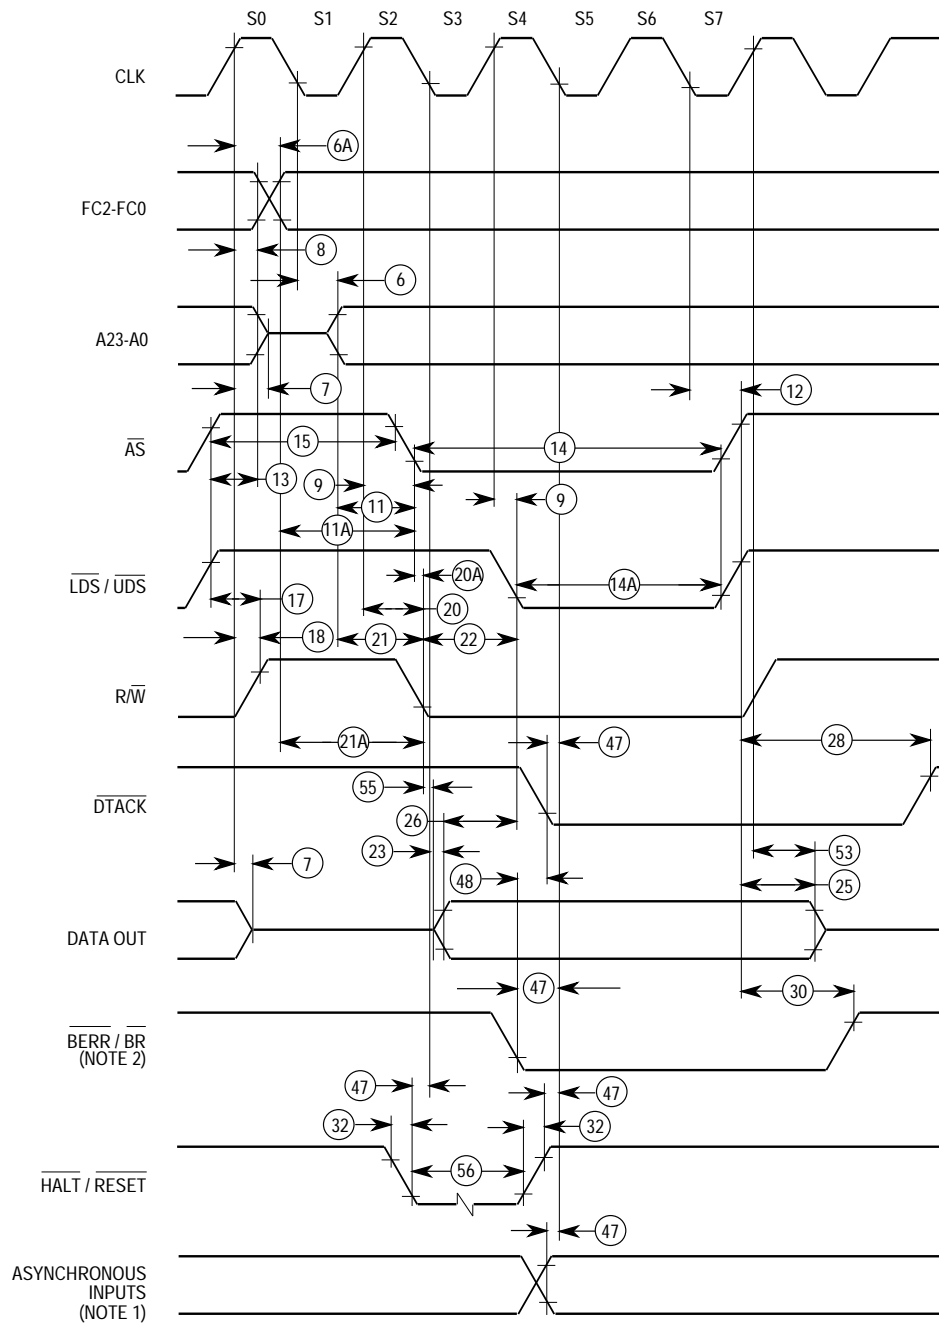 S0 S1 S2 S3 S4 S5 S6 S7
CLK
6A
FC2-FC0
8
6
A23-A0
7
12
AS
15
14
13
9
11
9
11A
LDS / UDS
20A
14A
17
20
18
21
22
R/W
21A
47
28
55
DTACK
26
23
53
7
48
25
DATA OUT
47
30
BERR / BR
(NOTE 2)
47
47
32
32
56
HALT / RESET
47
ASYNCHRONOUS
INPUTS
(NOTE 1)